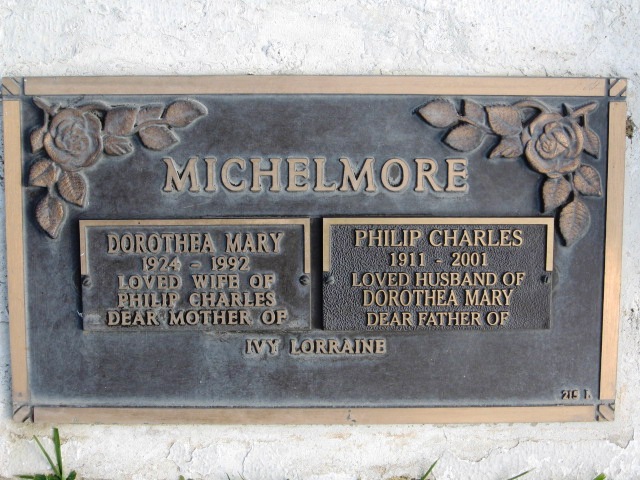 MICHELMORE
DOROTHEA MARY
1924 - 1992
LOVED WIFE OF
PHILIP CHARLES
DEAR MOTHER OF
PHILIP CHARLES
1911 - 2001
LOVED HUSBAND OF
DOROTHEA MARY
DEAR FATHER OF
IVY LORRAINE